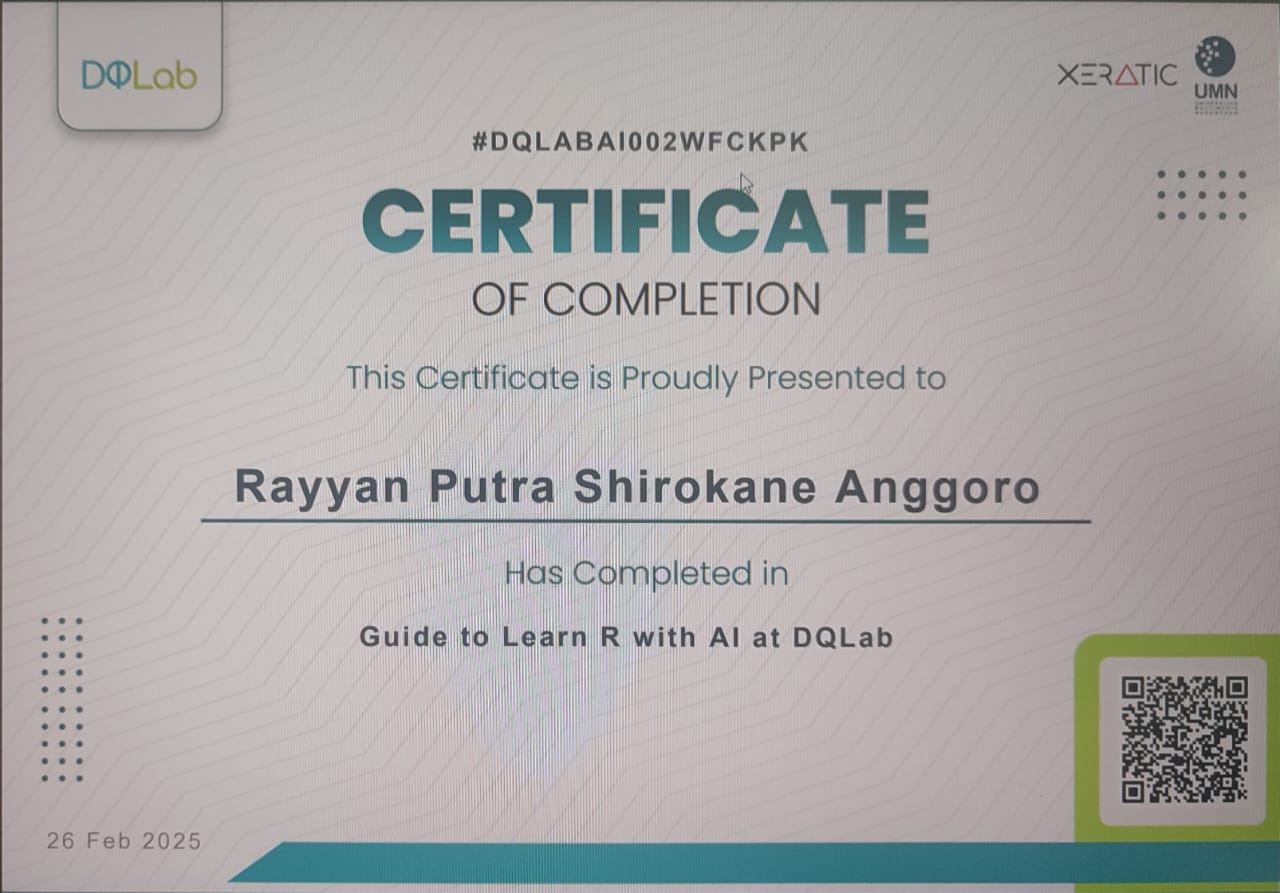 DQLab
XERATIC
UMN
#DQLABAI002WFCKPK
CERTIFICATE
OF COMPLETION
This Certificate is Proudly Presented to
Rayyan Putra Shirokane Anggoro
Has Completed in
Guide to Learn R with AI at DQLab
26 Feb 2025